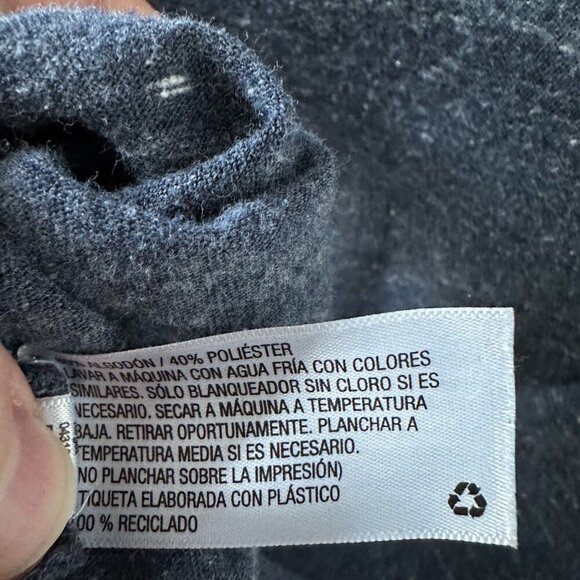 ALGODÓN / 40% POLIÉSTER
LAVAR A MÁQUINA CON AGUA FRÍA CON COLORES
SIMILARES. SÓLO BLANQUEADOR SIN CLORO SI ES
NECESARIO. SECAR A MÁQUINA A TEMPERATURA
BAJA. RETIRAR OPORTUNAMENTE. PLANCHAR A
TEMPERATURA MEDIA SI ES NECESARIO.
(NO PLANCHAR SOBRE LA IMPRESIÓN)
ETIQUETA ELABORADA CON PLÁSTICO
00 % RECICLADO